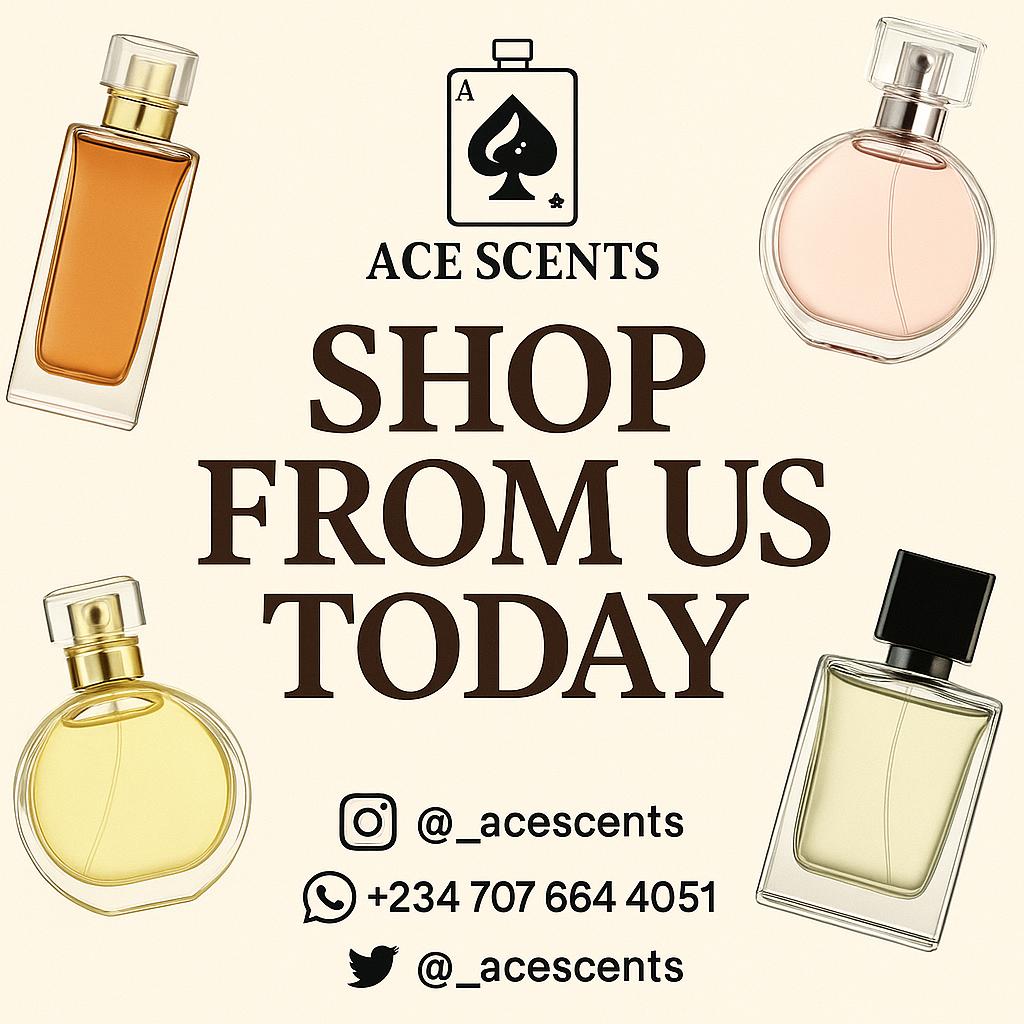 A
ACE SCENTS
SHOP
FROM US
TODAY
@_acescents
+234 707 664 4051
@_acescents